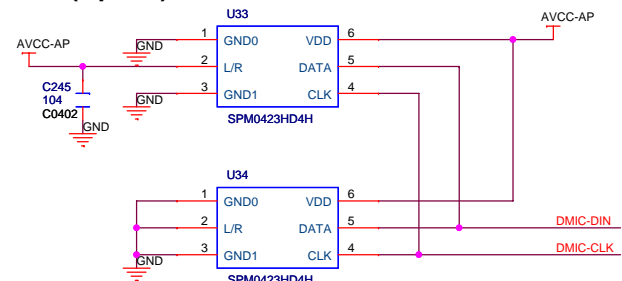 U33
AVCC-AP
AVCC-AP
GND
1 GND0 VDD 6
2 L/R DATA 5
3 GND1 CLK 4
GND
C245
104
C0402
GND
SPM0423HD4H
U34
1 GND0 VDD 6
2 L/R DATA 5
DMIC-DIN
3 GND1 CLK 4
DMIC-CLK
GND
SPM0423HD4H